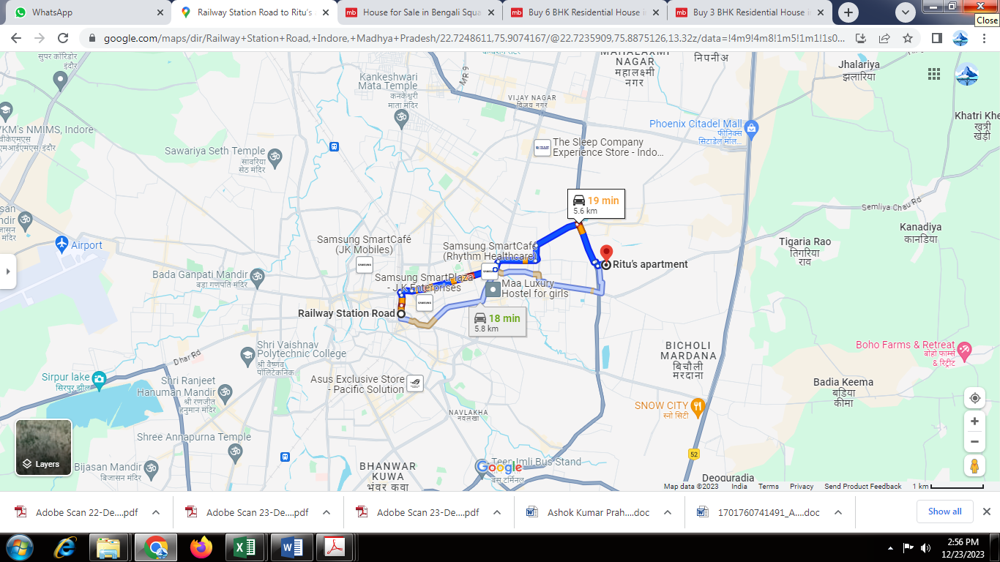 WhatsApp
Railway Station Road to Ritu's a
House for Sale in Bengali Squa
Buy 6 BHK Residential House in
Buy 3 BHK Residential House in
Close
google.com/maps/dir/Railway+Station+Road,+Indore,+Madhya+Pradesh/22.7248611,75.9074167/@22.7235909,75.8875126,13.32z/data=!4m9!4m8!1m5!1m1!1s0...
सुपर कॉरिडोर
इंदौर
Kankeshwari
Mata Temple
कनकेश्वरी
माता मंदिर
MR 9
VIJAY NAGAR
विजय नगर
MAHALAXMI
NAGAR
महालक्ष्मी
नगर
निपनीअ
Jhalariya
झलारिया
Khatri Khe
खत्री
खेड़ी
Phoenix Citadel Mall
फीनिक्स
सिटाडेल मॉल...
VKM's NMIMS, Indore
वीकेएमएस
एमआईएमएस, इंदौर
Sawariya Seth Temple
सांवरिया
सेठ मंदिर
The Sleep Company
Experience Store - Indo...
19 min
5.6 km
Semliya Chau Rd
Kanadiya
कानडिया
Tigaria Rao
तिगरिया
राव
Airport
Samsung SmartCafé
(JK Mobiles)
SAMSUNG
Samsung SmartCafé
(Rhythm Healthcare)
Ritu's apartment
Bada Ganpati Mandir
बडा गणपति मंदिर
Samsung SmartPlaza
- J K Enterprises
SAMSUNG
Maa Luxury
Hostel for girls
Railway Station Road
18 min
5.8 km
Shri Vaishnav
Polytechnic College
श्री वैष्णव
पॉलिटेकनिक...
Dhar Rd
BICHOLI
MARDANA
बिचौली
मरदाना
Boho Farms & Retreat
बोहो फार्म्स
& रिट्रीट
Sirpur lake
सिरपुर झील
Shri Ranjeet
Hanuman Mandir
श्री रणजीत
हनुमान मंदिर
Asus Exclusive Store
- Pacific Solution
Badia Keema
बडिया
कीमा
SNOW CITY
स्नो सिटी
NAVLAKHA
नवलखा
Shree Annapurna Temple
Layers
Bijasan Mandir
बिजासन मंदिर
BHANWAR
KUWA
भंवर कुवा
Teen Imli Bus Stand
बस टर्मिनल
Google
52
Deoguradia
Map data ©2023 India Terms Privacy Send Product Feedback 1 km
Adobe Scan 22-De....pdf
Adobe Scan 23-De....pdf
Adobe Scan 23-De....pdf
Ashok Kumar Prah....doc
1701760741491_A....doc
Show all
2:56 PM
12/23/2023